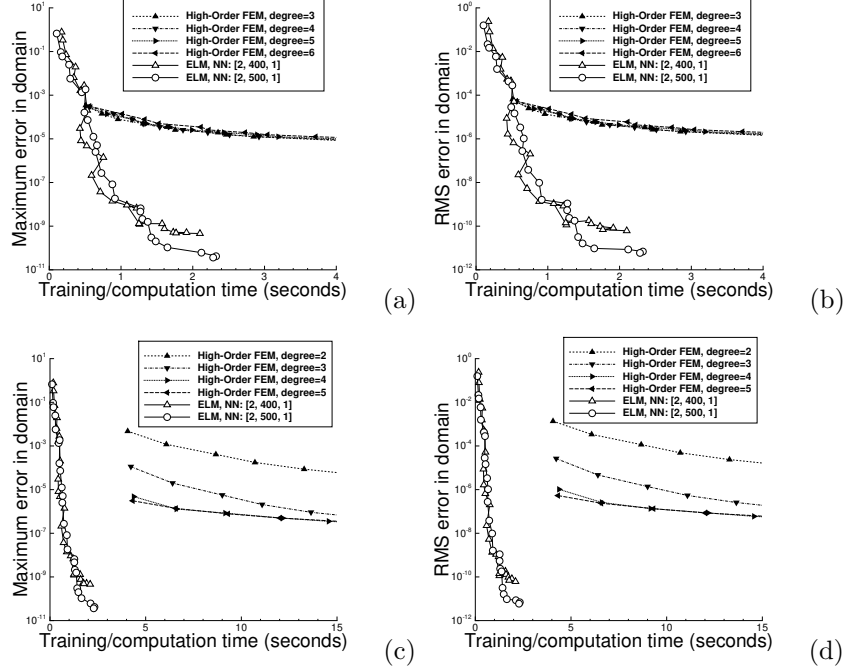 Maximum error in domain
10^1
10^-1
10^-3
10^-5
10^-7
10^-9
10^-11
High-Order FEM, degree=3
High-Order FEM, degree=4
High-Order FEM, degree=5
High-Order FEM, degree=6
ELM, NN: [2, 400, 1]
ELM, NN: [2, 500, 1]
0 1 2 3 4
Training/computation time (seconds)
(a)
RMS error in domain
10^0
10^-2
10^-4
10^-6
10^-8
10^-10
10^-12
High-Order FEM, degree=3
High-Order FEM, degree=4
High-Order FEM, degree=5
High-Order FEM, degree=6
ELM, NN: [2, 400, 1]
ELM, NN: [2, 500, 1]
0 1 2 3 4
Training/computation time (seconds)
(b)
Maximum error in domain
10^1
10^-1
10^-3
10^-5
10^-7
10^-9
10^-11
High-Order FEM, degree=2
High-Order FEM, degree=3
High-Order FEM, degree=4
High-Order FEM, degree=5
ELM, NN: [2, 400, 1]
ELM, NN: [2, 500, 1]
0 5 10 15
Training/computation time (seconds)
(c)
RMS error in domain
10^0
10^-2
10^-4
10^-6
10^-8
10^-10
10^-12
High-Order FEM, degree=2
High-Order FEM, degree=3
High-Order FEM, degree=4
High-Order FEM, degree=5
ELM, NN: [2, 400, 1]
ELM, NN: [2, 500, 1]
0 5 10 15
Training/computation time (seconds)
(d)